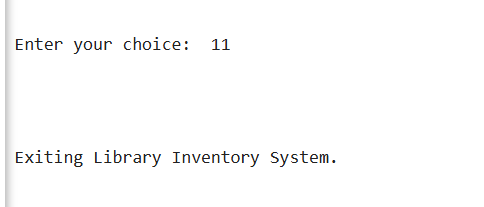 Enter your choice:  11
Exiting Library Inventory System.